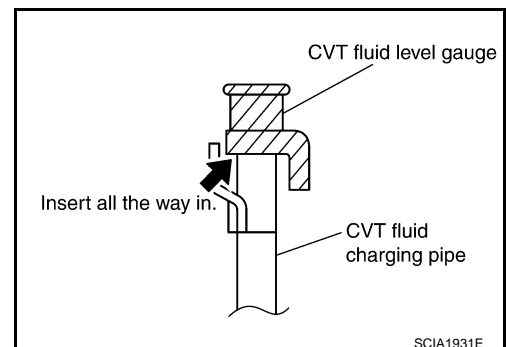 CVT fluid level gauge
Insert all the way in.
CVT fluid
charging pipe
SCIA1931E